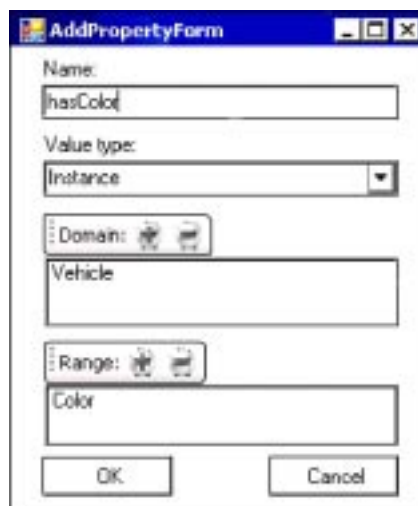 AddPropertyForm
Name:
hasColor
Value type:
Instance
Domain:
Vehicle
Range:
Color
OK Cancel